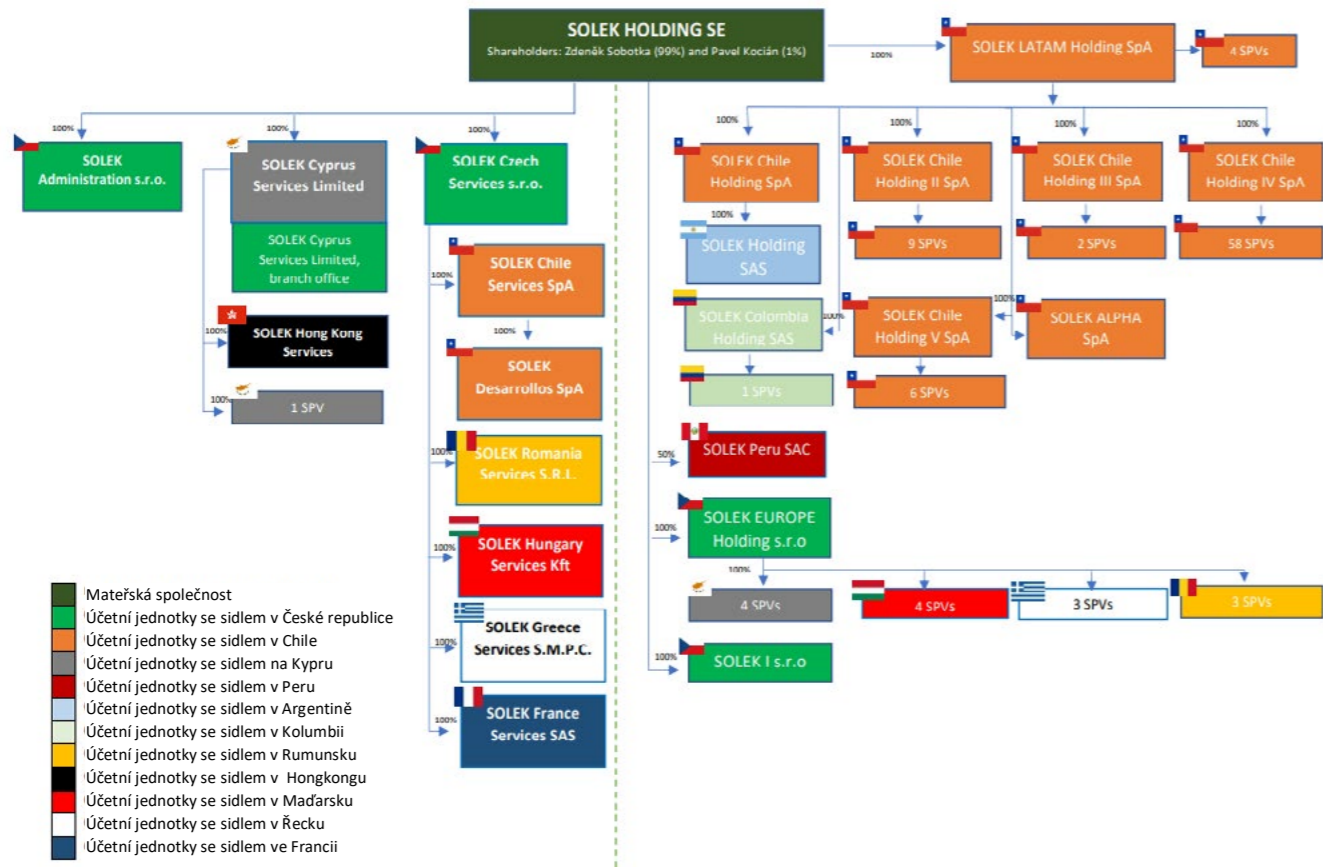 SOLEK HOLDING SE
Shareholders: Zdeněk Sobotka (99%) and Pavel Kocián (1%)
100%
SOLEK LATAM Holding SpA
4 SPVs
100%
100%
100%
SOLEK
Administration s.r.o.
SOLEK Cyprus
Services Limited
SOLEK Cyprus
Services Limited,
branch office
100%
SOLEK Hong Kong
Services
100%
1 SPV
SOLEK Czech
Services s.r.o.
100%
SOLEK Chile
Services SpA
100%
SOLEK
Desarrollos SpA
100%
SOLEK Romania
Services S.R.L.
100%
SOLEK Hungary
Services Kft
100%
SOLEK Greece
Services S.M.P.C.
100%
SOLEK France
Services SAS
100%
100%
100%
100%
100%
SOLEK Chile
Holding SpA
SOLEK Chile
Holding II SpA
SOLEK Chile
Holding III SpA
SOLEK Chile
Holding IV SpA
100%
SOLEK Holding
SAS
9 SPVs
2 SPVs
58 SPVs
SOLEK Colombia
Holding SAS
100%
SOLEK Chile
Holding V SpA
100%
SOLEK ALPHA
SpA
1 SPVs
6 SPVs
50%
SOLEK Peru SAC
100%
SOLEK EUROPE
Holding s.r.o
100%
4 SPVs
4 SPVs
3 SPVs
3 SPVs
100%
SOLEK I s.r.o
Mateřská společnost
Účetní jednotky se sídlem v České republice
Účetní jednotky se sídlem v Chile
Účetní jednotky se sídlem na Kypru
Účetní jednotky se sídlem v Peru
Účetní jednotky se sídlem v Argentině
Účetní jednotky se sídlem v Kolumbii
Účetní jednotky se sídlem v Rumunsku
Účetní jednotky se sídlem v  Hongkongu
Účetní jednotky se sídlem v Maďarsku
Účetní jednotky se sídlem v Řecku
Účetní jednotky se sídlem ve Francii